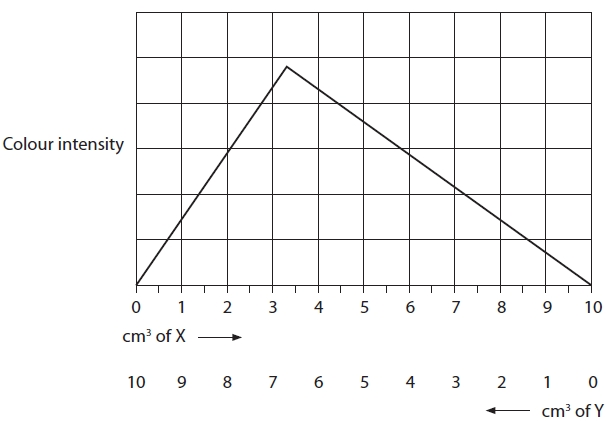 Colour intensity
0 1 2 3 4 5 6 7 8 9 10
cm³ of X
10 9 8 7 6 5 4 3 2 1 0
cm³ of Y